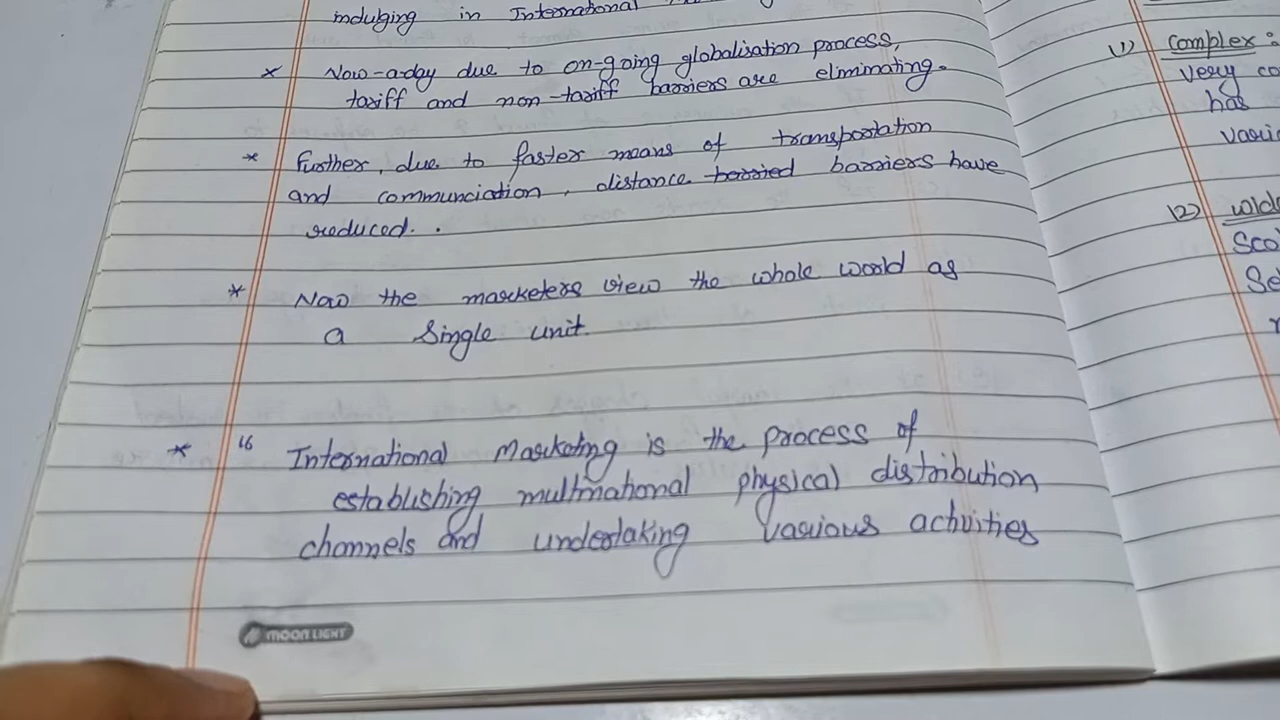 indulging in International
* Now-a-day due to on-going globalisation process,
tariff and non-tariff barriers are eliminating.
* Further, due to faster means of transportation
and communciation, distance barried barriers have
reduced. .
* Now the marketers view the whole world as
a single unit.
* “ International Marketing is the process of
establishing multinational physical distribution
channels and undertaking various activities
MOONLIGHT
(1) Complex :
very co
has
vari
(2) wide
Sco
Se